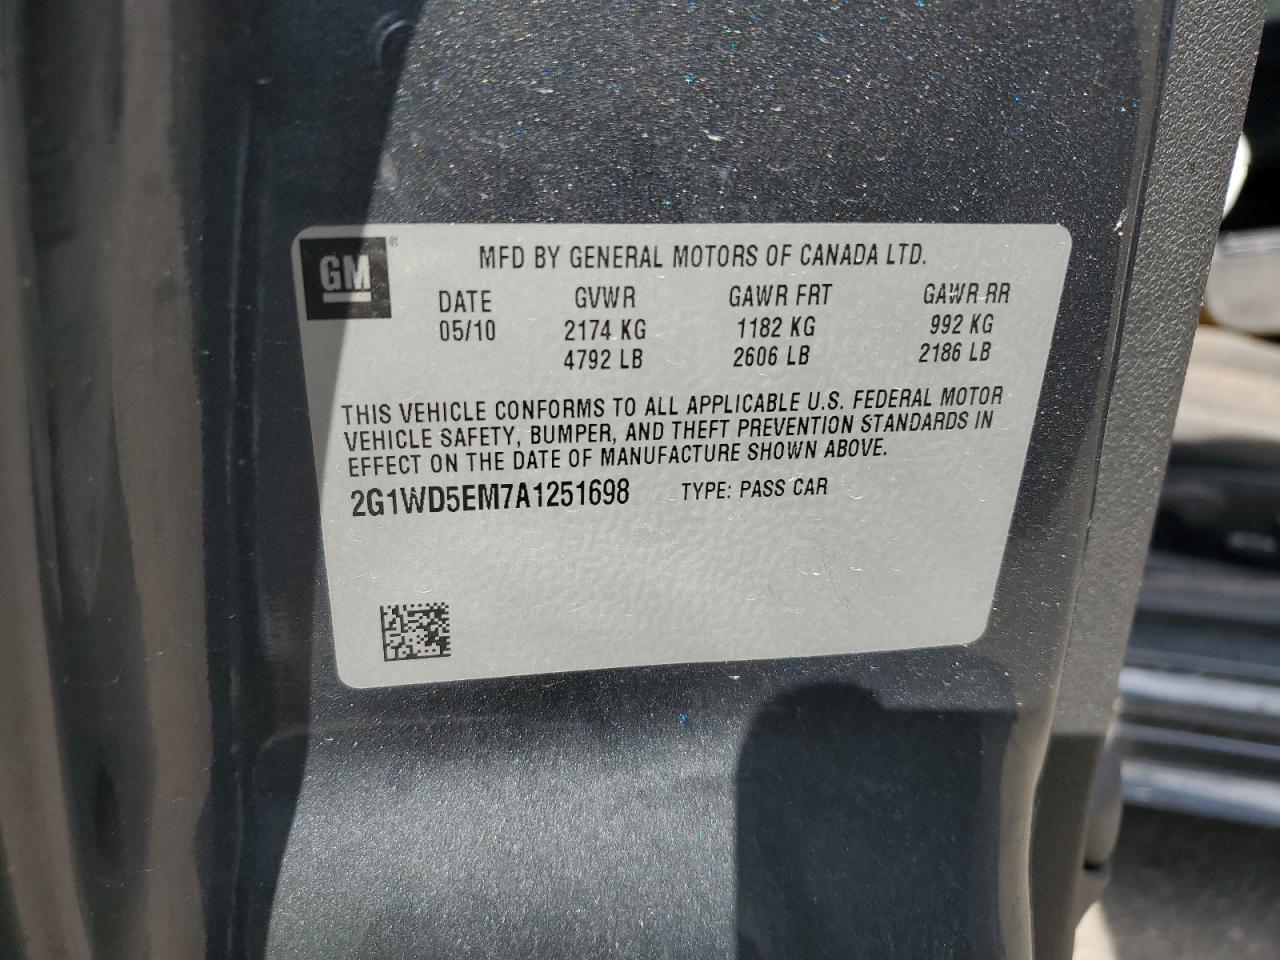 GM®
MFD BY GENERAL MOTORS OF CANADA LTD.
DATE GVWR GAWR FRT GAWR RR
05/10 2174 KG 1182 KG 992 KG
4792 LB 2606 LB 2186 LB
THIS VEHICLE CONFORMS TO ALL APPLICABLE U.S. FEDERAL MOTOR
VEHICLE SAFETY, BUMPER, AND THEFT PREVENTION STANDARDS IN
EFFECT ON THE DATE OF MANUFACTURE SHOWN ABOVE.
2G1WD5EM7A1251698 TYPE: PASS CAR